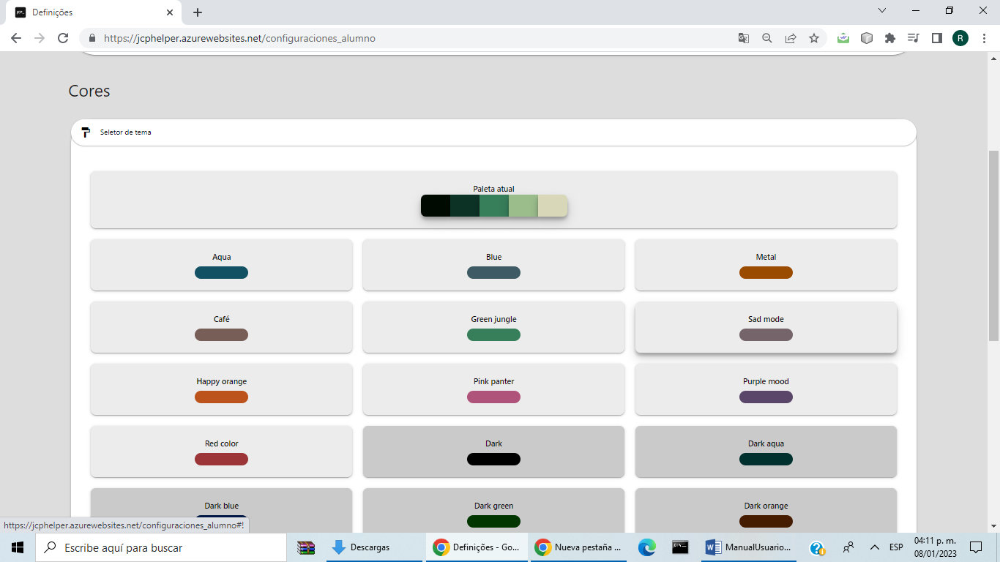 Definições
https://jcphelper.azurewebsites.net/configuraciones_alumno
R
Cores
Seletor de tema
Paleta atual
Aqua
Blue
Metal
Café
Green jungle
Sad mode
Happy orange
Pink panter
Purple mood
Red color
Dark
Dark aqua
Dark blue
Dark green
Dark orange
https://jcphelper.azurewebsites.net/configuraciones_alumno#!
Escribe aquí para buscar
Descargas
Definições - Go...
Nueva pestaña ...
ManualUsuario...
ESP
04:11 p. m.
08/01/2023